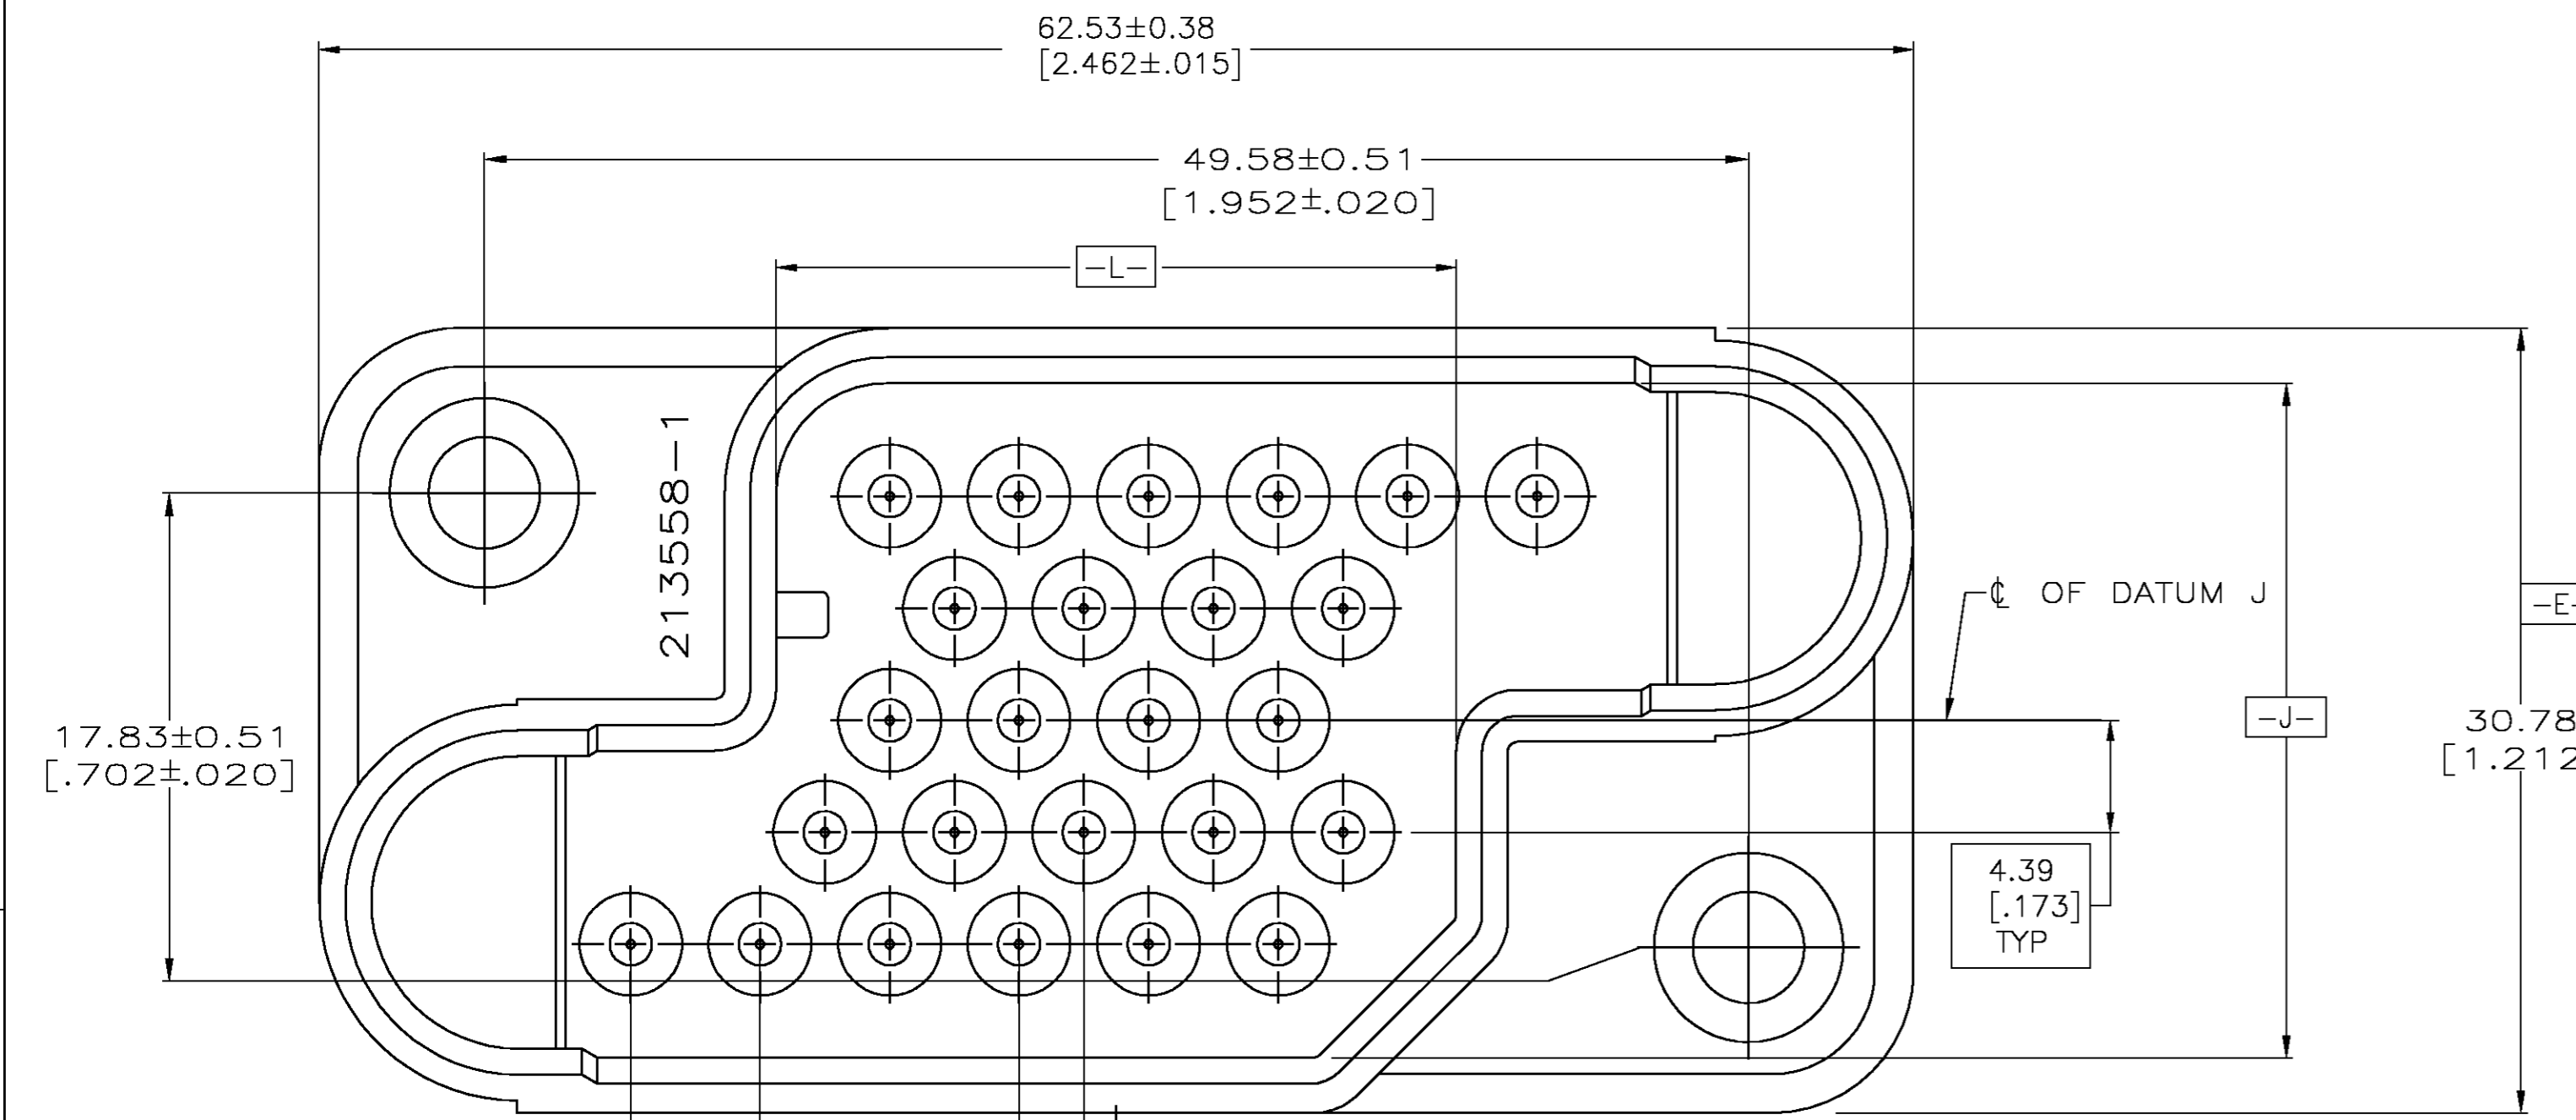 62.53±0.38
[2.462±.015]
49.58±0.51
[1.952±.020]
-L-
213558-1
℄ OF DATUM J
-E-
17.83±0.51
[.702±.020]
-J-
30.78
[1.212
4.39
[.173]
TYP